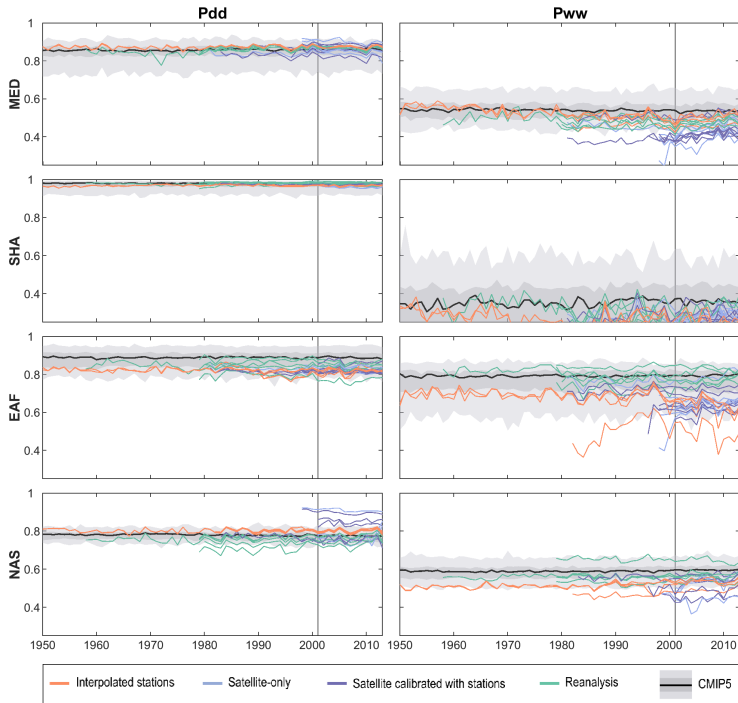 Pdd Pww
MED
1
0.8
0.6
0.4
SHA
1
0.8
0.6
0.4
EAF
1
0.8
0.6
0.4
NAS
1
0.8
0.6
0.4
1950 1960 1970 1980 1990 2000 2010
1950 1960 1970 1980 1990 2000 2010
Interpolated stations Satellite-only Satellite calibrated with stations Reanalysis CMIP5